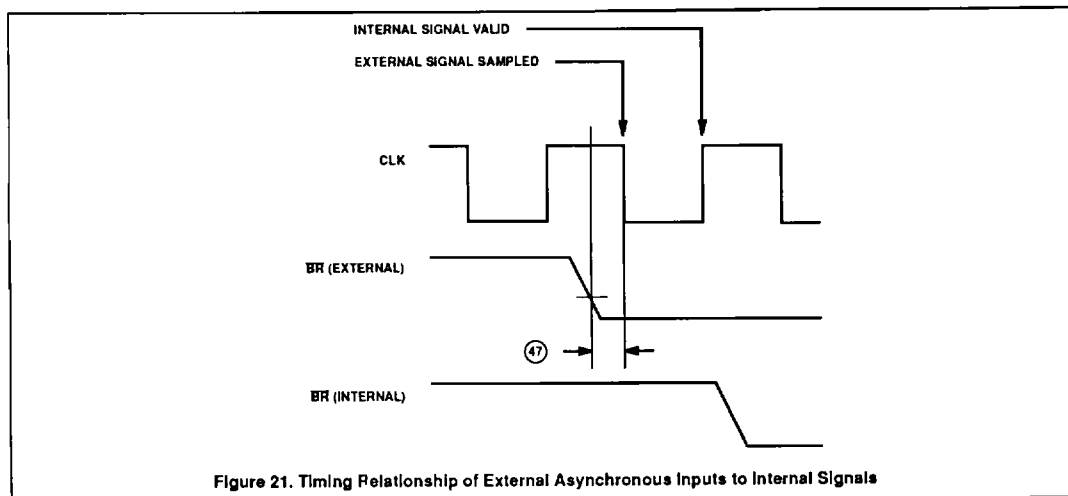 INTERNAL SIGNAL VALID
EXTERNAL SIGNAL SAMPLED
CLK
BR (EXTERNAL)
47
BR (INTERNAL)
Figure 21. Timing Relationship of External Asynchronous Inputs to Internal Signals